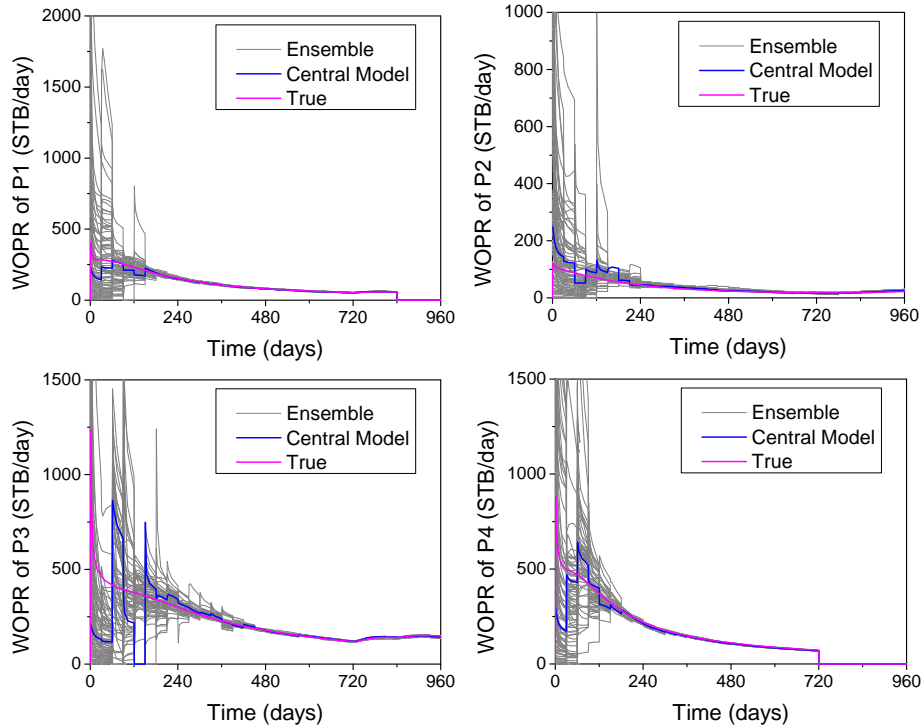 WOPR of P1 (STB/day)
2000
1500
1000
500
0
Ensemble
Central Model
True
0 240 480 720 960
Time (days)
WOPR of P2 (STB/day)
1000
800
600
400
200
0
Ensemble
Central Model
True
0 240 480 720 960
Time (days)
WOPR of P3 (STB/day)
1500
1000
500
0
Ensemble
Central Model
True
0 240 480 720 960
Time (days)
WOPR of P4 (STB/day)
1500
1000
500
0
Ensemble
Central Model
True
0 240 480 720 960
Time (days)